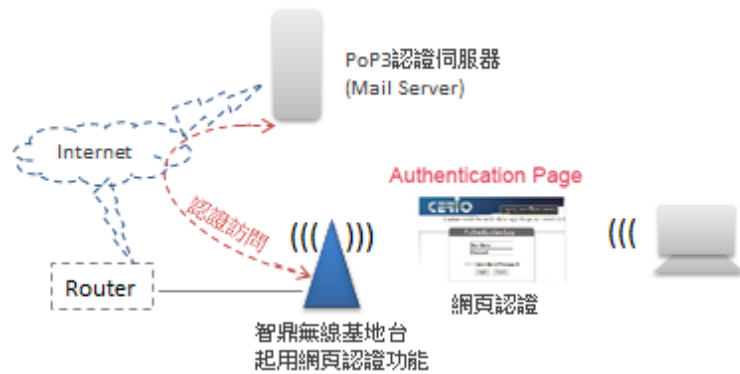 PoP3認證伺服器
(Mail Server)
Internet
Authentication Page
CERIO
認證訪問
Router
網頁認證
智鼎無線基地台
起用網頁認證功能